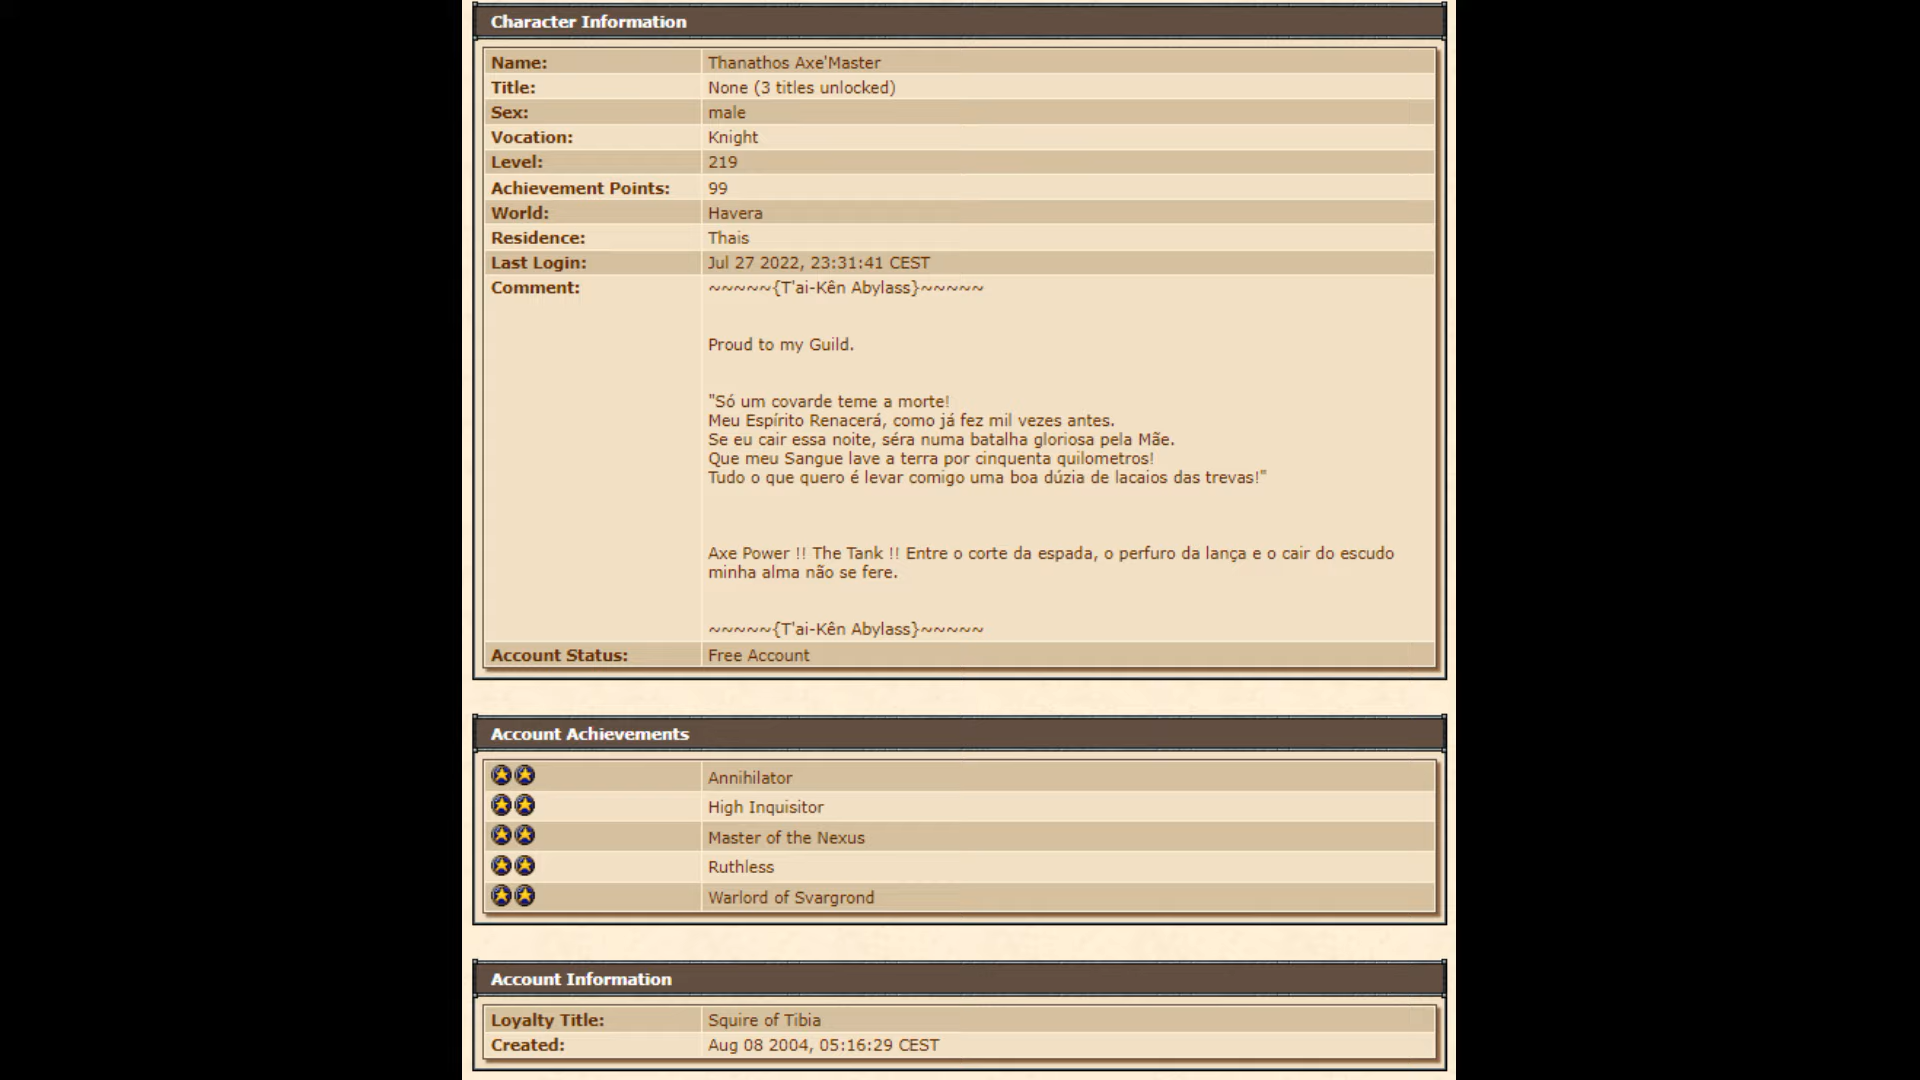 Character Information
Name: Thanathos Axe'Master
Title: None (3 titles unlocked)
Sex: male
Vocation: Knight
Level: 219
Achievement Points: 99
World: Havera
Residence: Thais
Last Login: Jul 27 2022, 23:31:41 CEST
Comment: ~~~~~{T'ai-Kên Abylass}~~~~~
Proud to my Guild.
"Só um covarde teme a morte!
Meu Espírito Renacerá, como já fez mil vezes antes.
Se eu cair essa noite, séra numa batalha gloriosa pela Mãe.
Que meu Sangue lave a terra por cinquenta quilometros!
Tudo o que quero é levar comigo uma boa dúzia de lacaios das trevas!"
Axe Power !! The Tank !! Entre o corte da espada, o perfuro da lança e o cair do escudo
minha alma não se fere.
~~~~~{T'ai-Kên Abylass}~~~~~
Account Status: Free Account
Account Achievements
Annihilator
High Inquisitor
Master of the Nexus
Ruthless
Warlord of Svargrond
Account Information
Loyalty Title: Squire of Tibia
Created: Aug 08 2004, 05:16:29 CEST